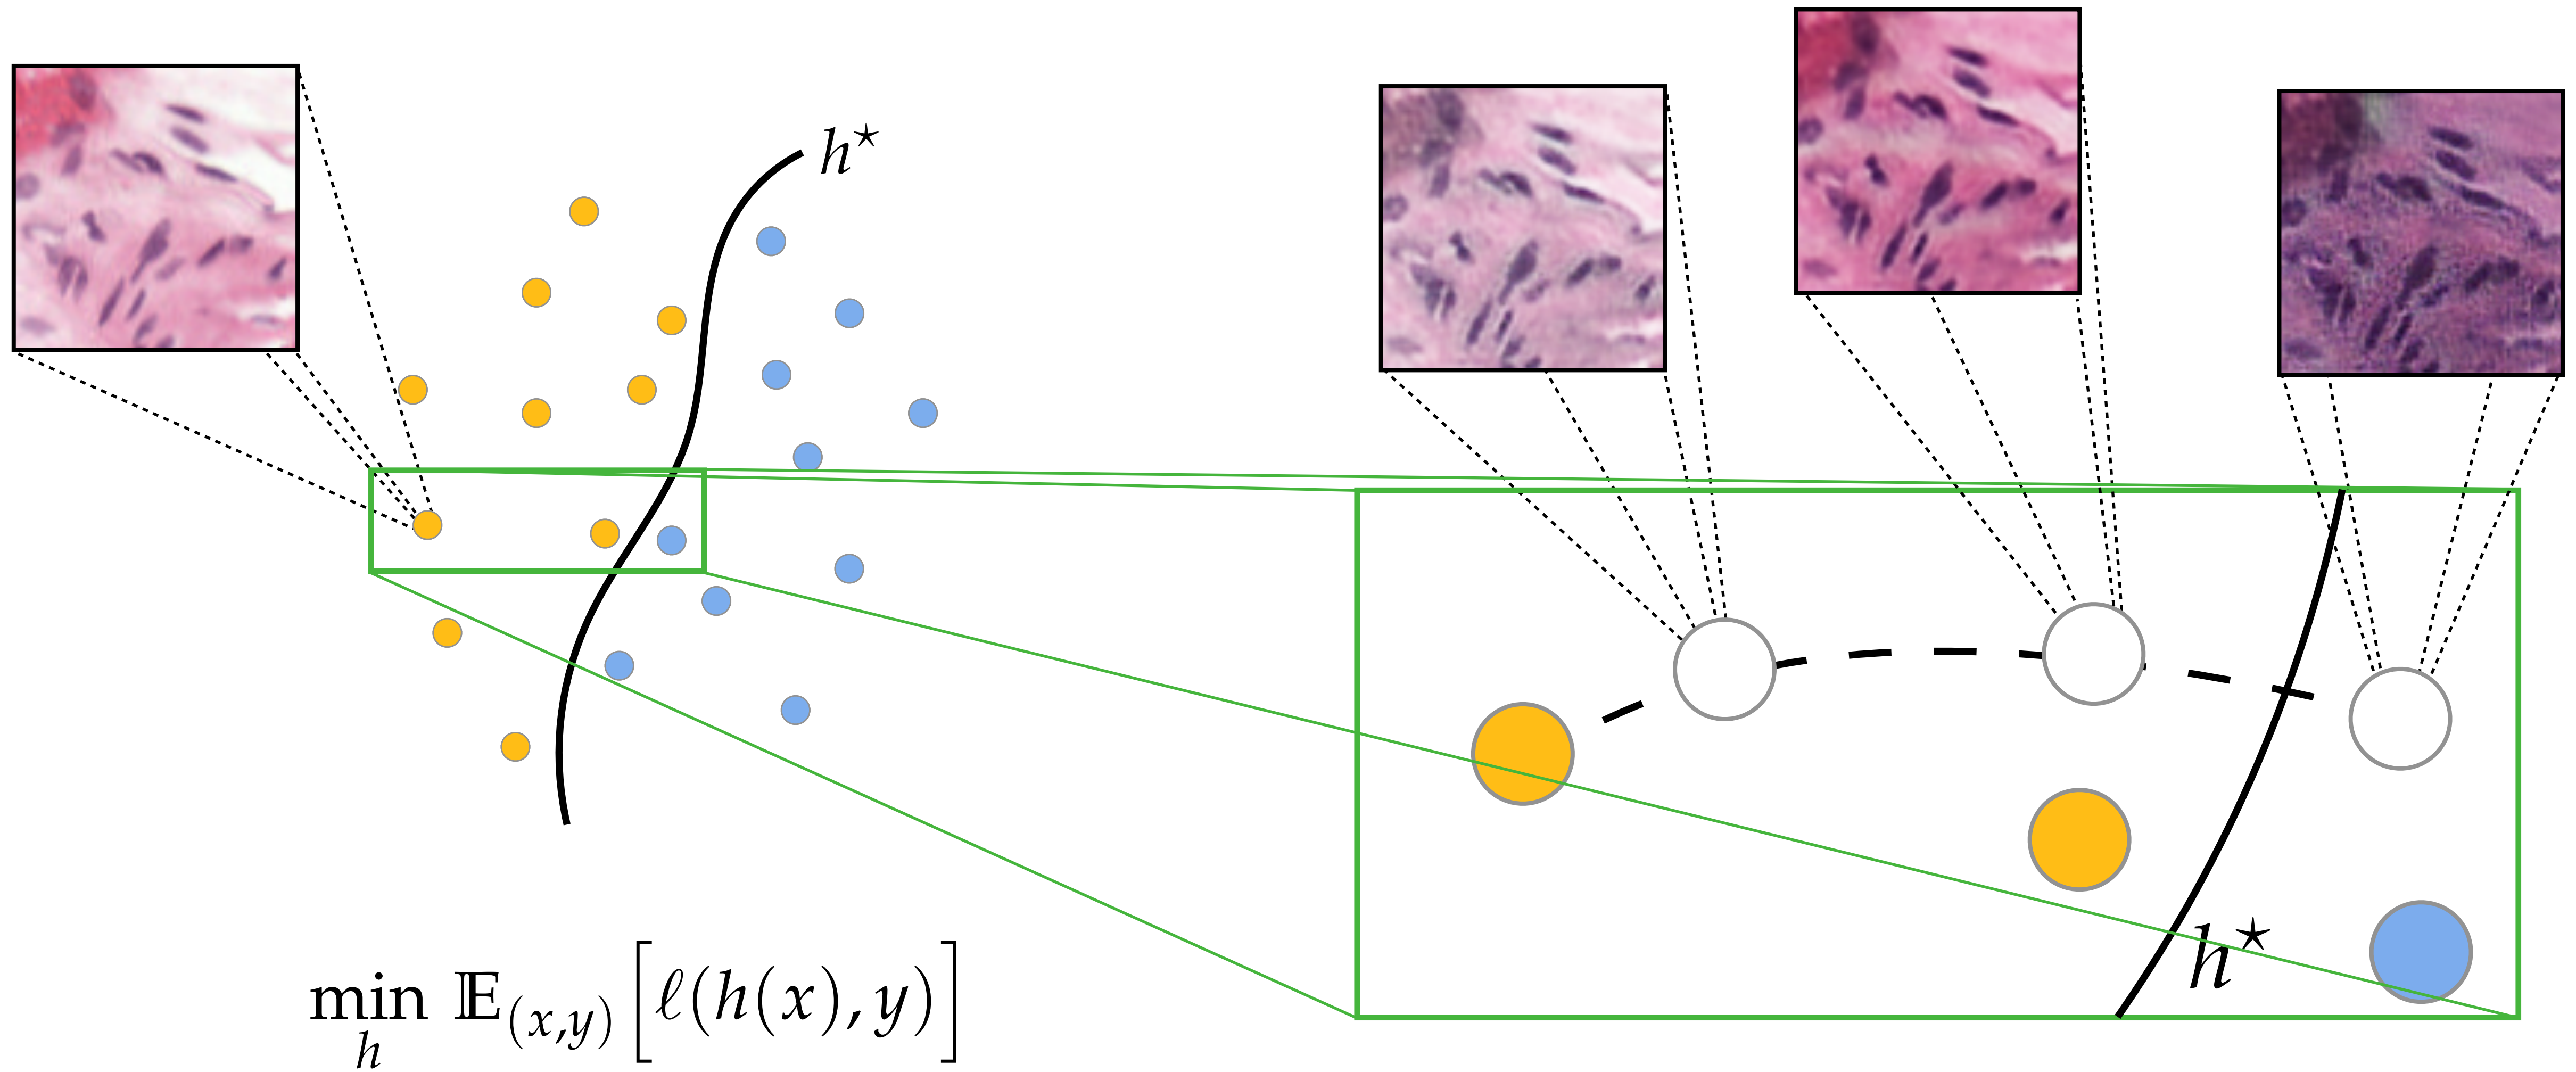 h⋆
h⋆
min_h 𝔼_(x,y) [ℓ(h(x), y)]